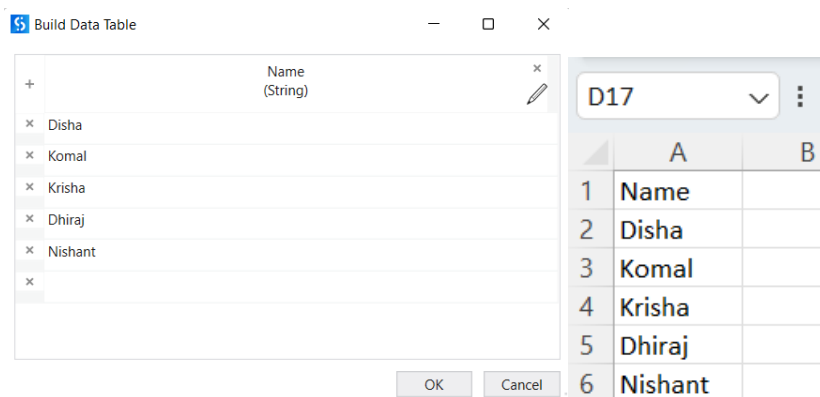 Build Data Table
Name
(String)
Disha
Komal
Krisha
Dhiraj
Nishant
OK Cancel
D17
A B
1 Name
2 Disha
3 Komal
4 Krisha
5 Dhiraj
6 Nishant